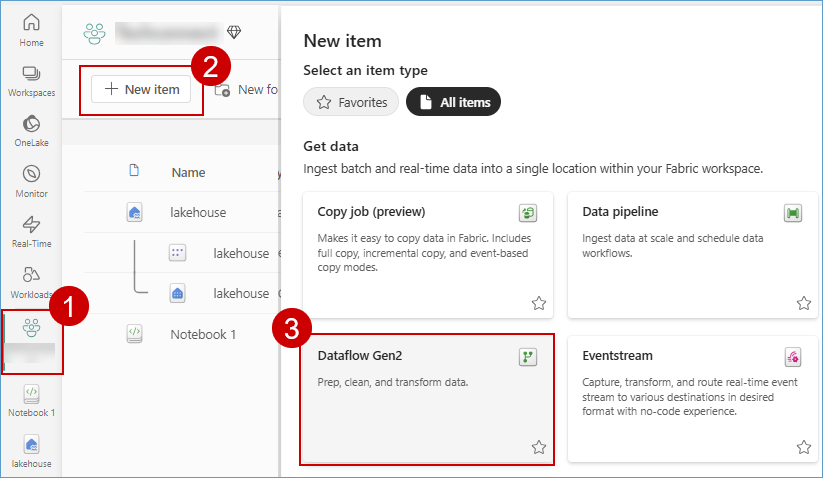 Home
Workspaces
OneLake
Monitor
Real-Time
Workloads
1
Notebook 1
lakehouse
2
+ New item
New fo
Name
lakehouse
lakehouse
lakehouse
Notebook 1
New item
Select an item type
Favorites
All items
Get data
Ingest batch and real-time data into a single location within your Fabric workspace.
Copy job (preview)
Makes it easy to copy data in Fabric. Includes
full copy, incremental copy, and event-based
copy modes.
Data pipeline
Ingest data at scale and schedule data
workflows.
3
Dataflow Gen2
Prep, clean, and transform data.
Eventstream
Capture, transform, and route real-time event
stream to various destinations in desired
format with no-code experience.